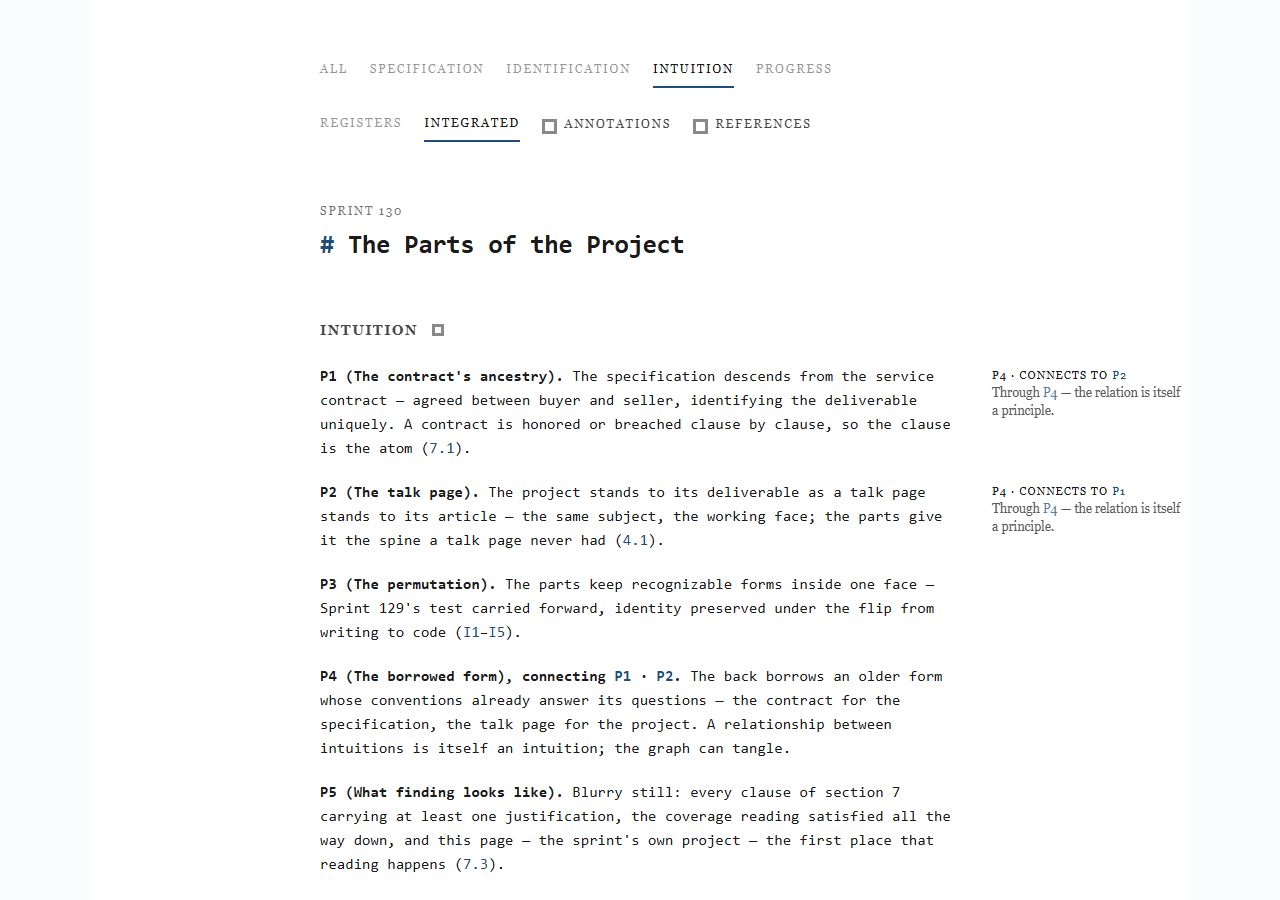 ALL SPECIFICATION IDENTIFICATION INTUITION PROGRESS
REGISTERS INTEGRATED ANNOTATIONS REFERENCES
SPRINT 130
# The Parts of the Project
INTUITION
P1 (The contract's ancestry). The specification descends from the service
contract — agreed between buyer and seller, identifying the deliverable
uniquely. A contract is honored or breached clause by clause, so the clause
is the atom (7.1).
P4 · CONNECTS TO P2
Through P4 — the relation is itself
a principle.
P2 (The talk page). The project stands to its deliverable as a talk page
stands to its article — the same subject, the working face; the parts give
it the spine a talk page never had (4.1).
P4 · CONNECTS TO P1
Through P4 — the relation is itself
a principle.
P3 (The permutation). The parts keep recognizable forms inside one face —
Sprint 129's test carried forward, identity preserved under the flip from
writing to code (I1–I5).
P4 (The borrowed form), connecting P1 · P2. The back borrows an older form
whose conventions already answer its questions — the contract for the
specification, the talk page for the project. A relationship between
intuitions is itself an intuition; the graph can tangle.
P5 (What finding looks like). Blurry still: every clause of section 7
carrying at least one justification, the coverage reading satisfied all the
way down, and this page — the sprint's own project — the first place that
reading happens (7.3).